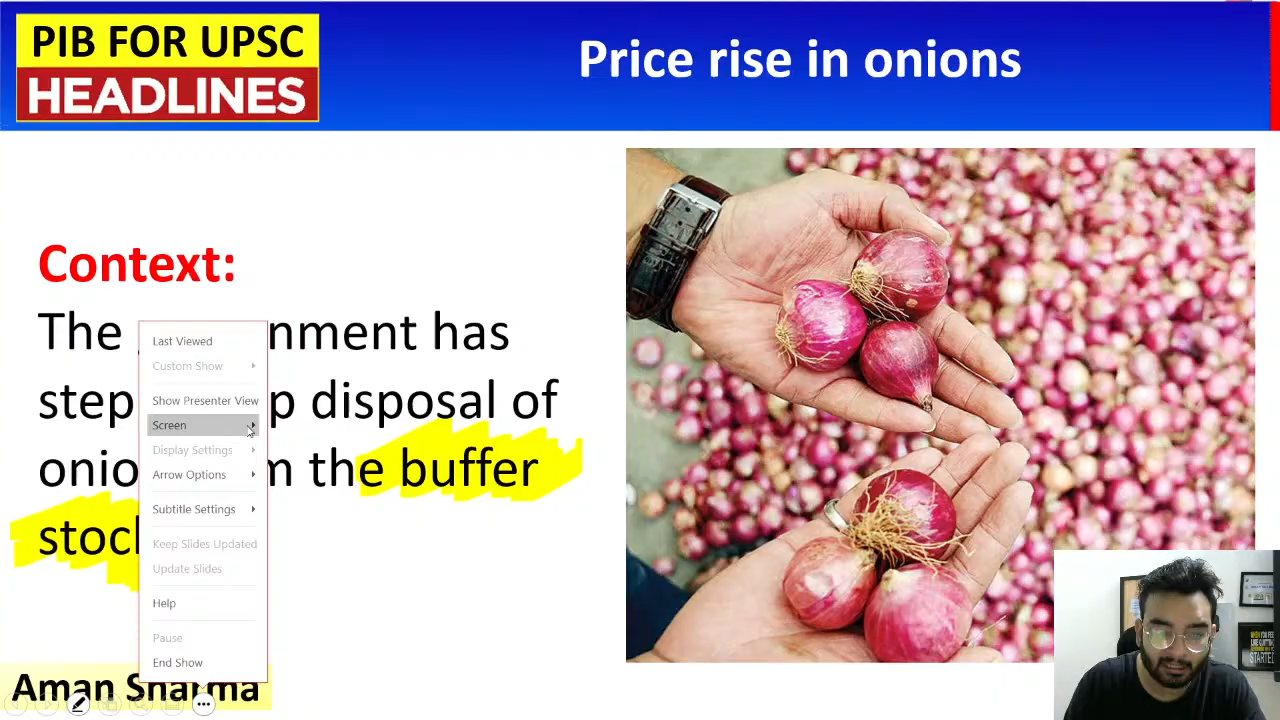 PIB FOR UPSC
HEADLINES
Price rise in onions
Context:
The nment has
step p disposal of
onio m the buffer
stoc
Last Viewed
Custom Show
Show Presenter View
Screen
Display Settings
Arrow Options
Subtitle Settings
Keep Slides Updated
Update Slides
Help
Pause
End Show
Aman Sharma